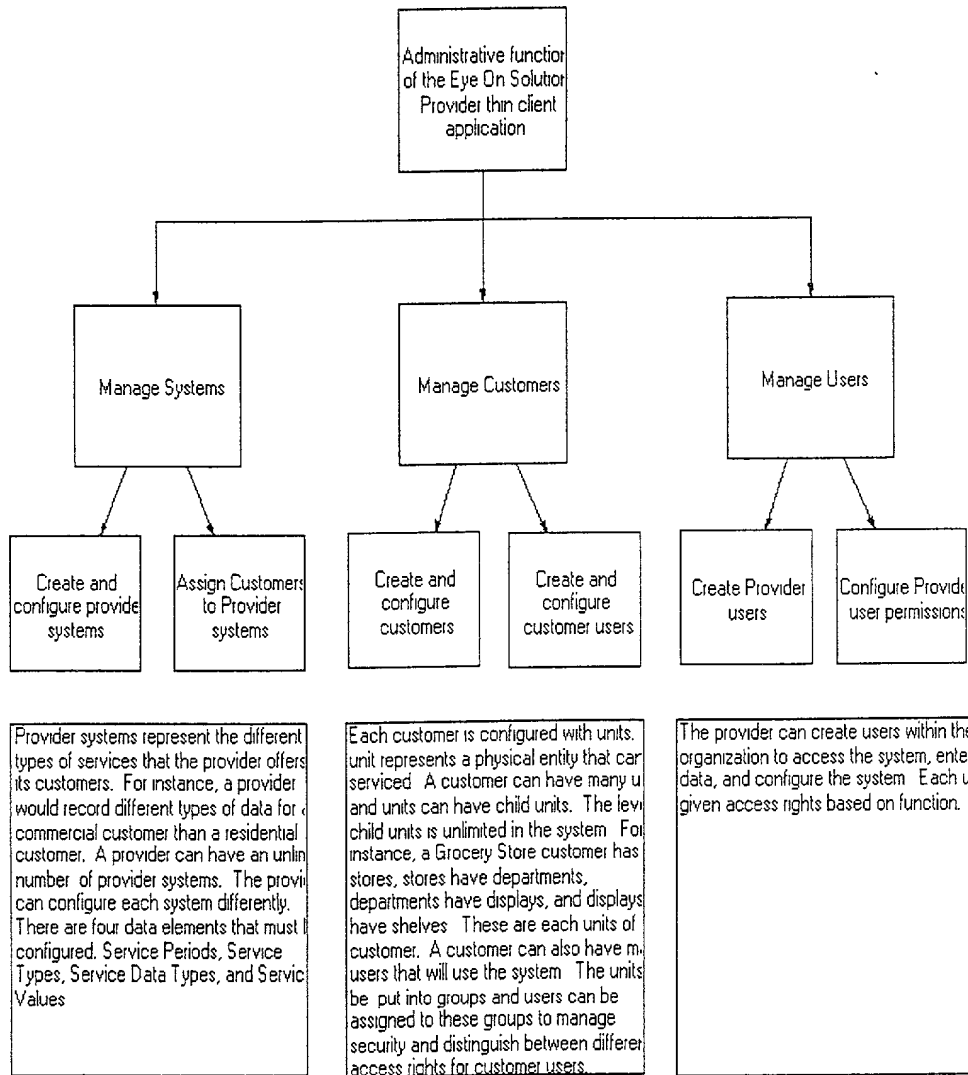 Administrative function
of the Eye On Solution
Provider thin client
application
Manage Systems
Manage Customers
Manage Users
Create and
configure provide
systems
Assign Customers
to Provider
systems
Create and
configure
customers
Create and
configure
customer users
Create Provider
users
Configure Provide
user permissions
Provider systems represent the different
types of services that the provider offers
its customers. For instance, a provider
would record different types of data for
commercial customer than a residential
customer. A provider can have an unlin
number of provider systems. The provi
can configure each system differently.
There are four data elements that must
configured. Service Periods, Service
Types, Service Data Types, and Servic
Values
Each customer is configured with units.
unit represents a physical entity that can
serviced A customer can have many u
and units can have child units. The leve
child units is unlimited in the system For
instance, a Grocery Store customer has
stores, stores have departments,
departments have displays, and displays
have shelves These are each units of
customer. A customer can also have m
users that will use the system The units
be put into groups and users can be
assigned to these groups to manage
security and distinguish between differen
access rights for customer users.
The provider can create users within the
organization to access the system, ente
data, and configure the system Each u
given access rights based on function.